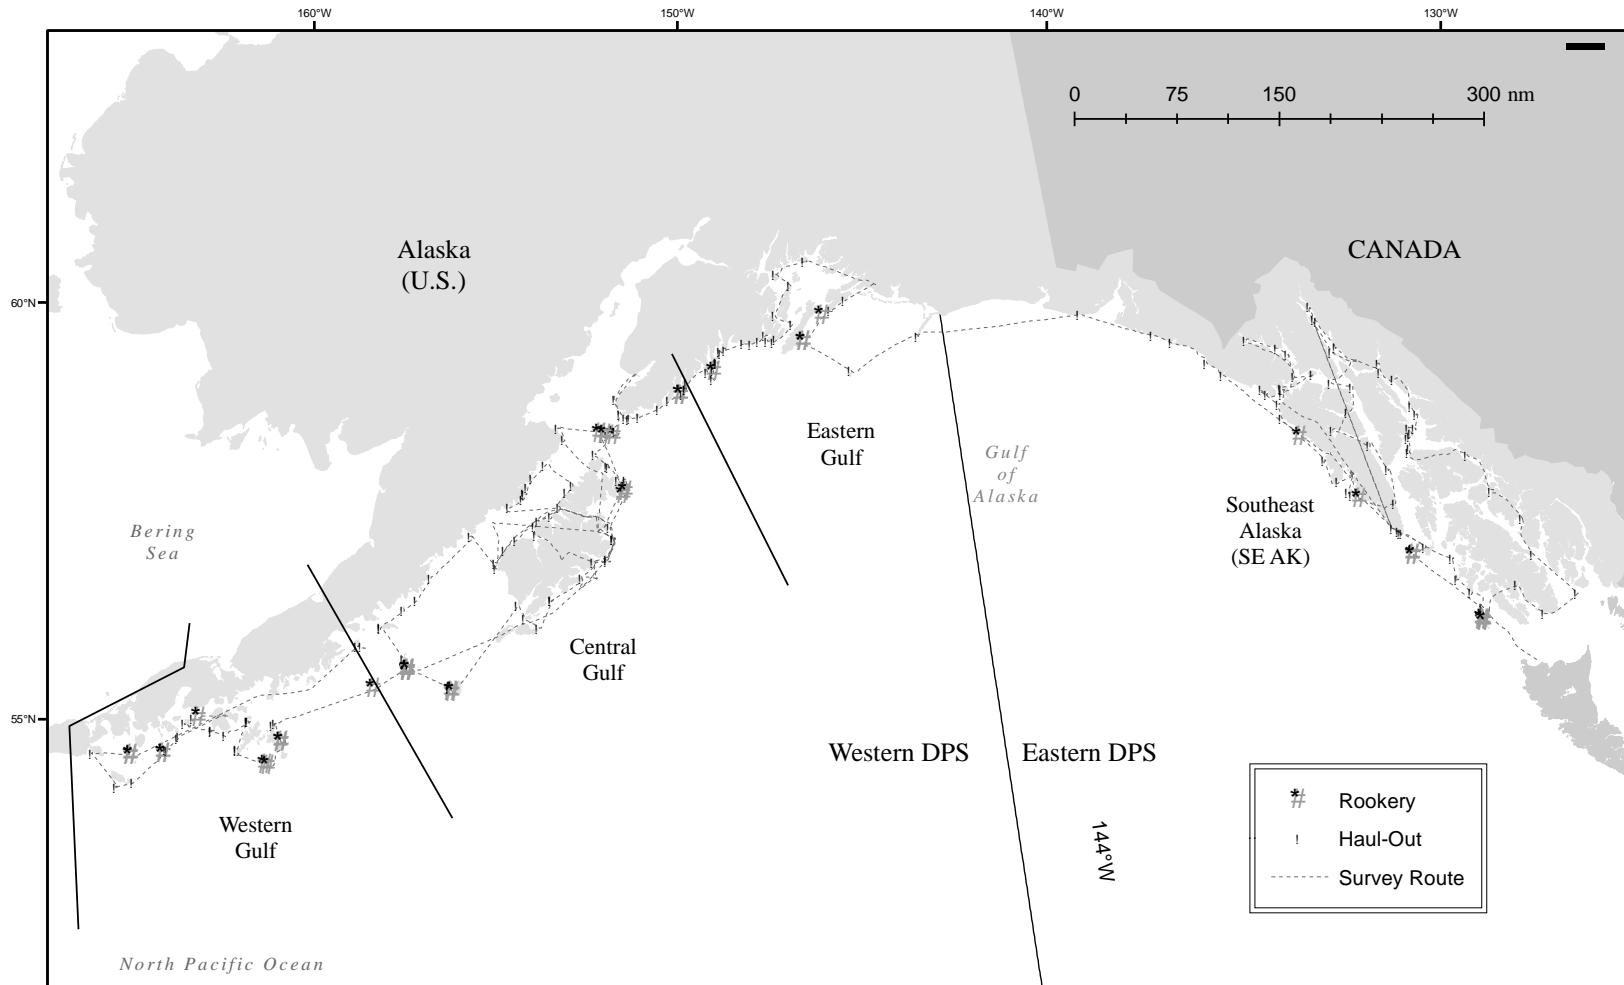 160°W 150°W 140°W 130°W
0 75 150 300 nm
Alaska
(U.S.)
CANADA
60°N
Eastern
Gulf
Gulf
of
Alaska
Southeast
Alaska
(SE AK)
Bering
Sea
Central
Gulf
55°N
Western DPS
Eastern DPS
Western
Gulf
144°W
Rookery
Haul-Out
Survey Route
North Pacific Ocean